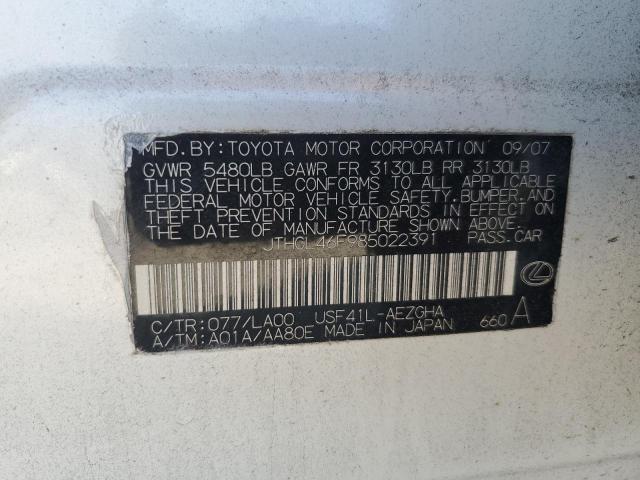 MFD. BY: TOYOTA MOTOR CORPORATION 09/07
GVWR 5480LB GAWR FR 3130LB RR 3130LB
THIS VEHICLE CONFORMS TO ALL APPLICABLE
FEDERAL MOTOR VEHICLE SAFETY, BUMPER, AND
THEFT PREVENTION STANDARDS IN EFFECT ON
THE DATE OF MANUFACTURE SHOWN ABOVE.
JTHGL46F985022391 PASS. CAR
C/TR: 077/LA00 USF41L-AEZGHA
A/TM: A01A/AA80E MADE IN JAPAN 660 A